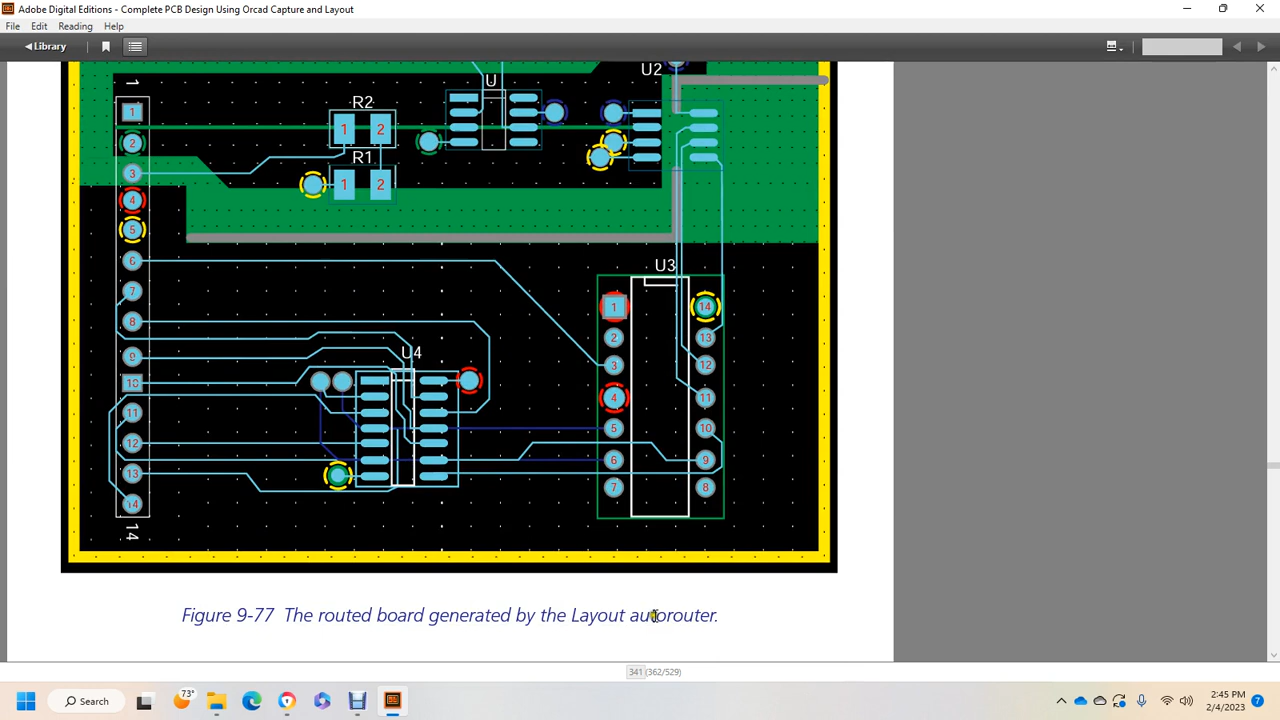 Adobe Digital Editions - Complete PCB Design Using Orcad Capture and Layout
File Edit Reading Help
Library
U2
1
U
R2
1
1 2
2
R1
3
1 2
4
5
6
U3
7
1 14
8
2 13
U4
9
3 12
10
4 11
11
5 10
12
6 9
13
7 8
14
14
Figure 9-77 The routed board generated by the Layout autorouter.
341 (362/529)
73°
Search
2:45 PM
2/4/2023
7